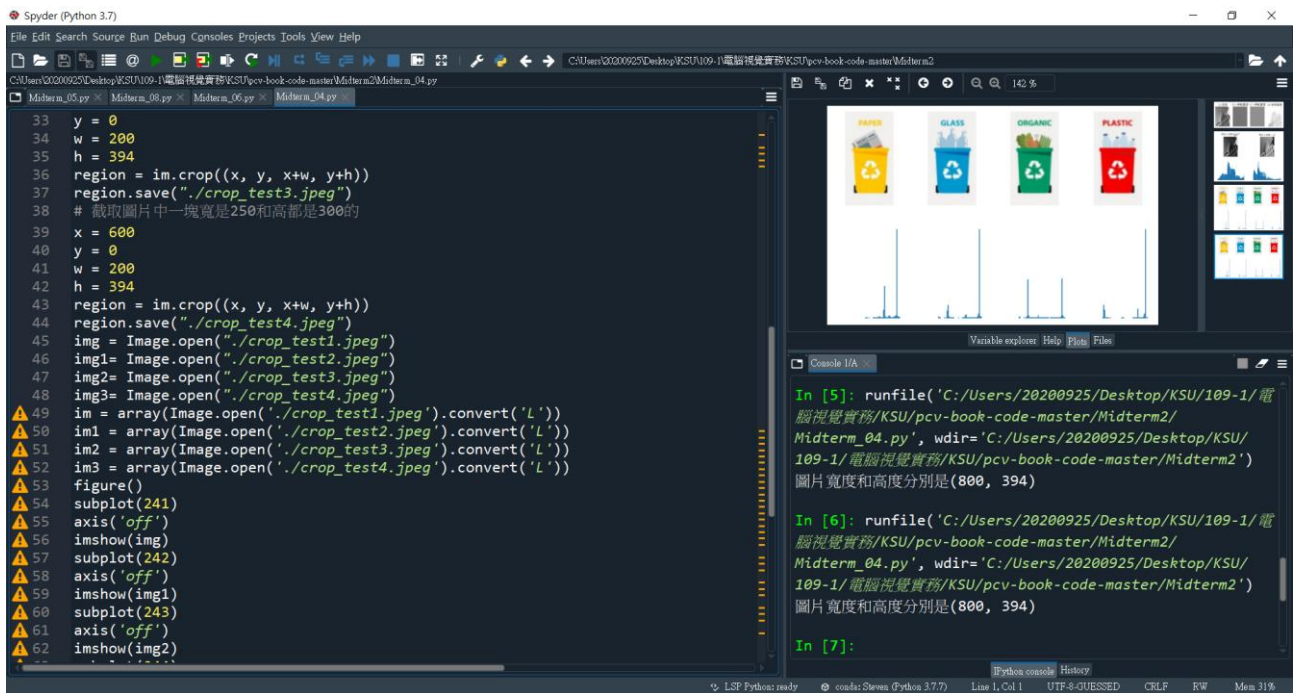 Spyder (Python 3.7)
File Edit Search Source Run Debug Consoles Projects Tools View Help
C:\Users\20200925\Desktop\KSU\109-1\電腦視覺實務\KSU\pcv-book-code-master\Midterm2
C:\Users\20200925\Desktop\KSU\109-1\電腦視覺實務\KSU\pcv-book-code-master\Midterm2\Midterm_04.py
Midterm_05.py Midterm_08.py Midterm_06.py Midterm_04.py
33 y = 0
34 w = 200
35 h = 394
36 region = im.crop((x, y, x+w, y+h))
37 region.save("./crop_test3.jpeg")
38 # 截取圖片中一塊寬是250和高都是300的
39 x = 600
40 y = 0
41 w = 200
42 h = 394
43 region = im.crop((x, y, x+w, y+h))
44 region.save("./crop_test4.jpeg")
45 img = Image.open("./crop_test1.jpeg")
46 img1= Image.open("./crop_test2.jpeg")
47 img2= Image.open("./crop_test3.jpeg")
48 img3= Image.open("./crop_test4.jpeg")
49 im = array(Image.open('./crop_test1.jpeg').convert('L'))
50 im1 = array(Image.open('./crop_test2.jpeg').convert('L'))
51 im2 = array(Image.open('./crop_test3.jpeg').convert('L'))
52 im3 = array(Image.open('./crop_test4.jpeg').convert('L'))
53 figure()
54 subplot(241)
55 axis('off')
56 imshow(img)
57 subplot(242)
58 axis('off')
59 imshow(img1)
60 subplot(243)
61 axis('off')
62 imshow(img2)
142 %
PAPER GLASS ORGANIC PLASTIC
Variable explorer Help Plots Files
Console 1/A
In [5]: runfile('C:/Users/20200925/Desktop/KSU/109-1/電
腦視覺實務/KSU/pcv-book-code-master/Midterm2/
Midterm_04.py', wdir='C:/Users/20200925/Desktop/KSU/
109-1/電腦視覺實務/KSU/pcv-book-code-master/Midterm2')
圖片寬度和高度分別是(800, 394)
In [6]: runfile('C:/Users/20200925/Desktop/KSU/109-1/電
腦視覺實務/KSU/pcv-book-code-master/Midterm2/
Midterm_04.py', wdir='C:/Users/20200925/Desktop/KSU/
109-1/電腦視覺實務/KSU/pcv-book-code-master/Midterm2')
圖片寬度和高度分別是(800, 394)
In [7]:
IPython console History
LSP Python: ready conda: Steven (Python 3.7.7) Line 1, Col 1 UTF-8-GUESSED CRLF RW Mem 31%